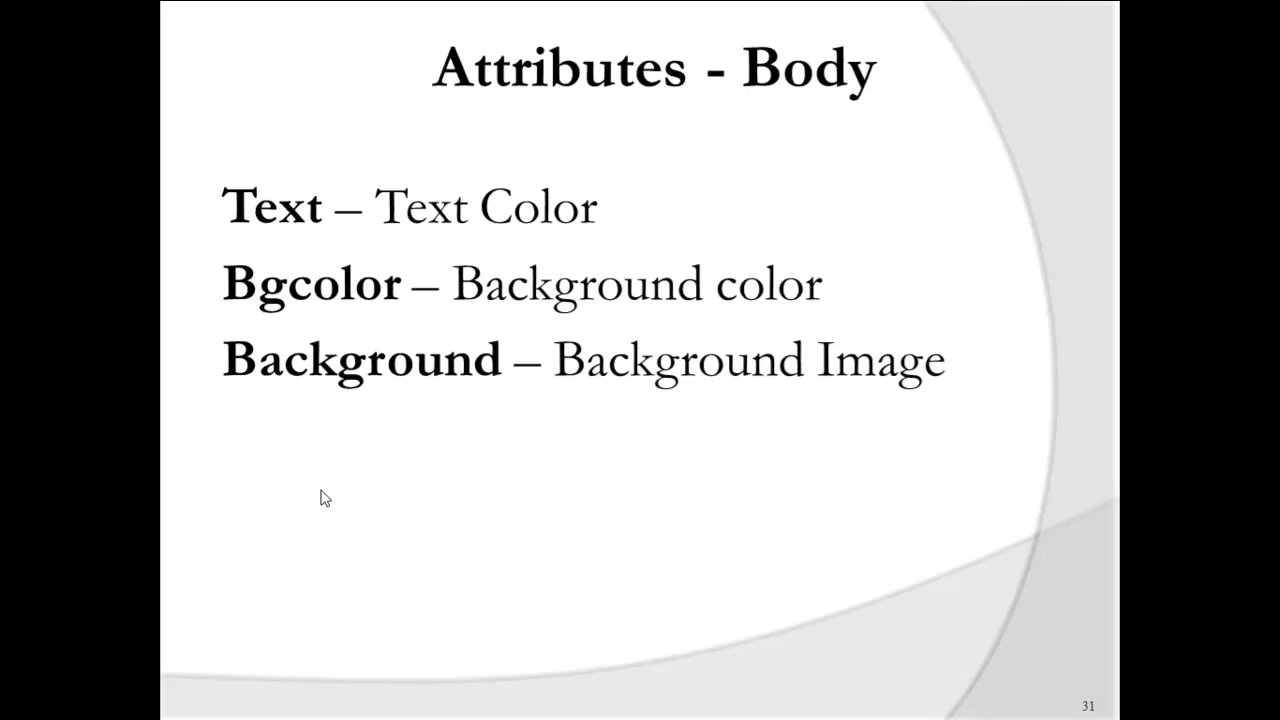 Attributes - Body
Text – Text Color
Bgcolor – Background color
Background – Background Image
31